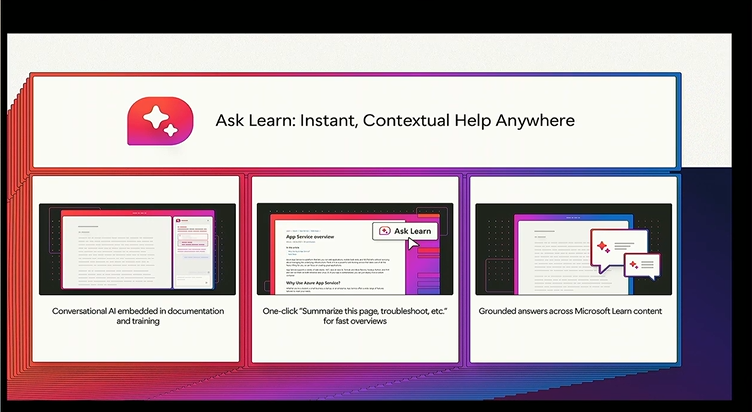 Ask Learn: Instant, Contextual Help Anywhere
App Service overview
Ask Learn
Why Use Azure App Service?
Conversational AI embedded in documentation
and training
One-click “Summarize this page, troubleshoot, etc.”
for fast overviews
Grounded answers across Microsoft Learn content